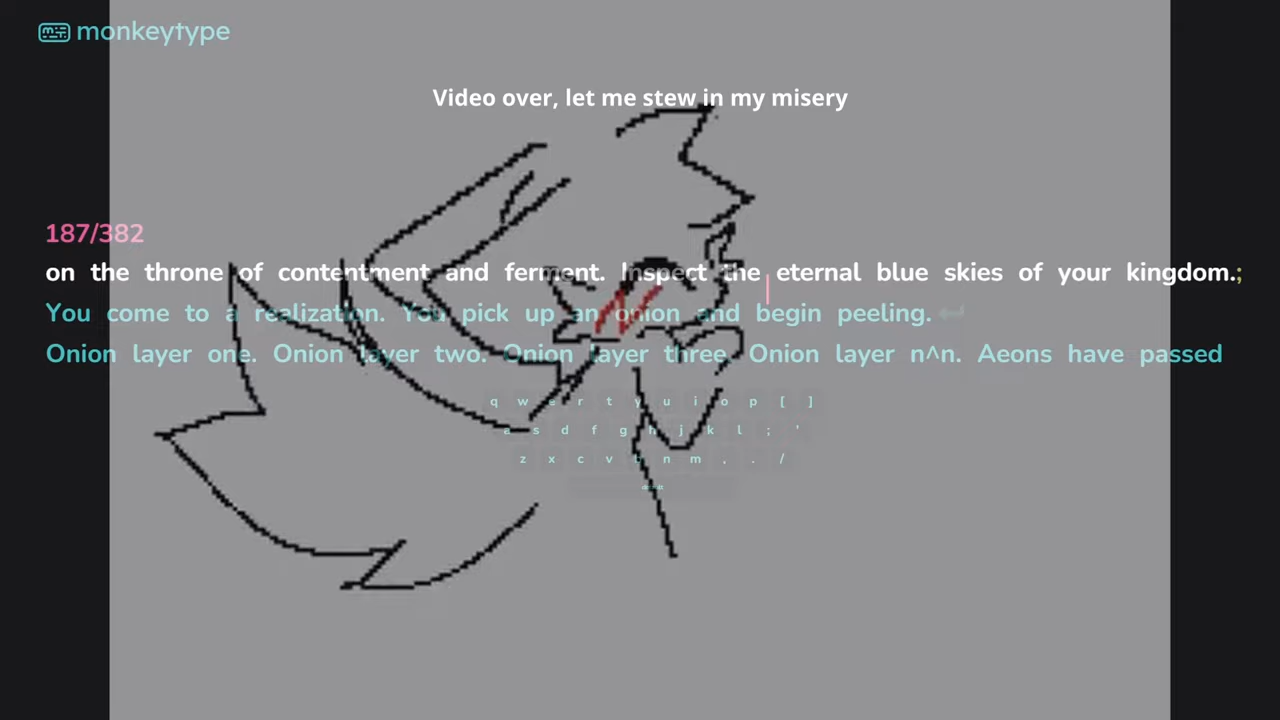 monkeytype
Video over, let me stew in my misery
187/382
on the throne of contentment and ferment. Inspect the eternal blue skies of your kingdom.;
You come to a realization. You pick up an onion and begin peeling.
Onion layer one. Onion layer two. Onion layer three. Onion layer n^n. Aeons have passed
q w e r t y u i o p [ ]
a s d f g h j k l ; '
z x c v t n m , . /